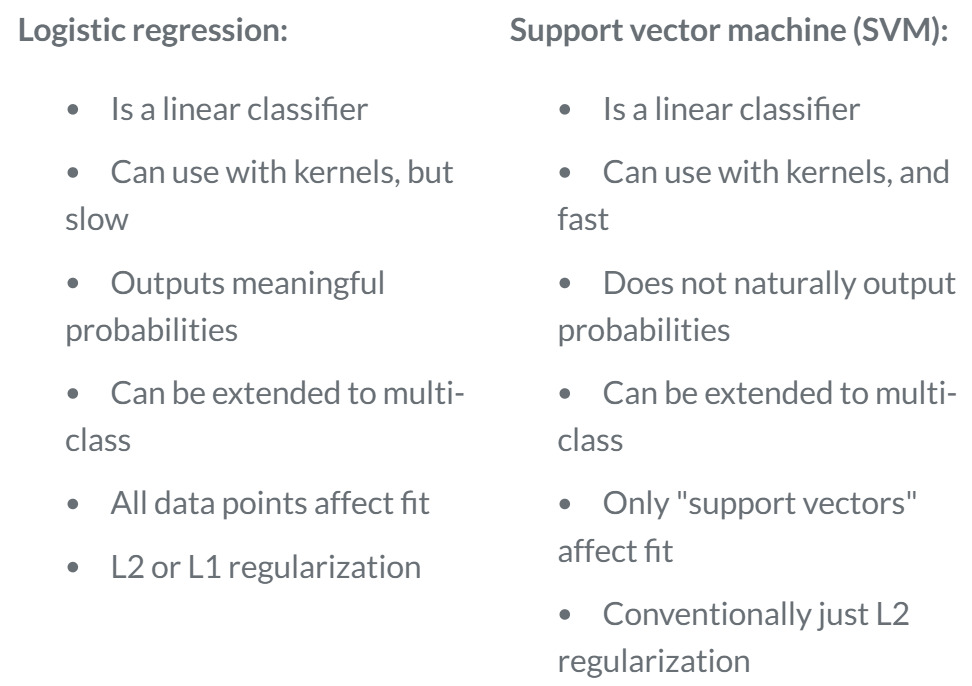 Logistic regression:
• Is a linear classifier
• Can use with kernels, but
slow
• Outputs meaningful
probabilities
• Can be extended to multi-
class
• All data points affect fit
• L2 or L1 regularization
Support vector machine (SVM):
• Is a linear classifier
• Can use with kernels, and
fast
• Does not naturally output
probabilities
• Can be extended to multi-
class
• Only "support vectors"
affect fit
• Conventionally just L2
regularization